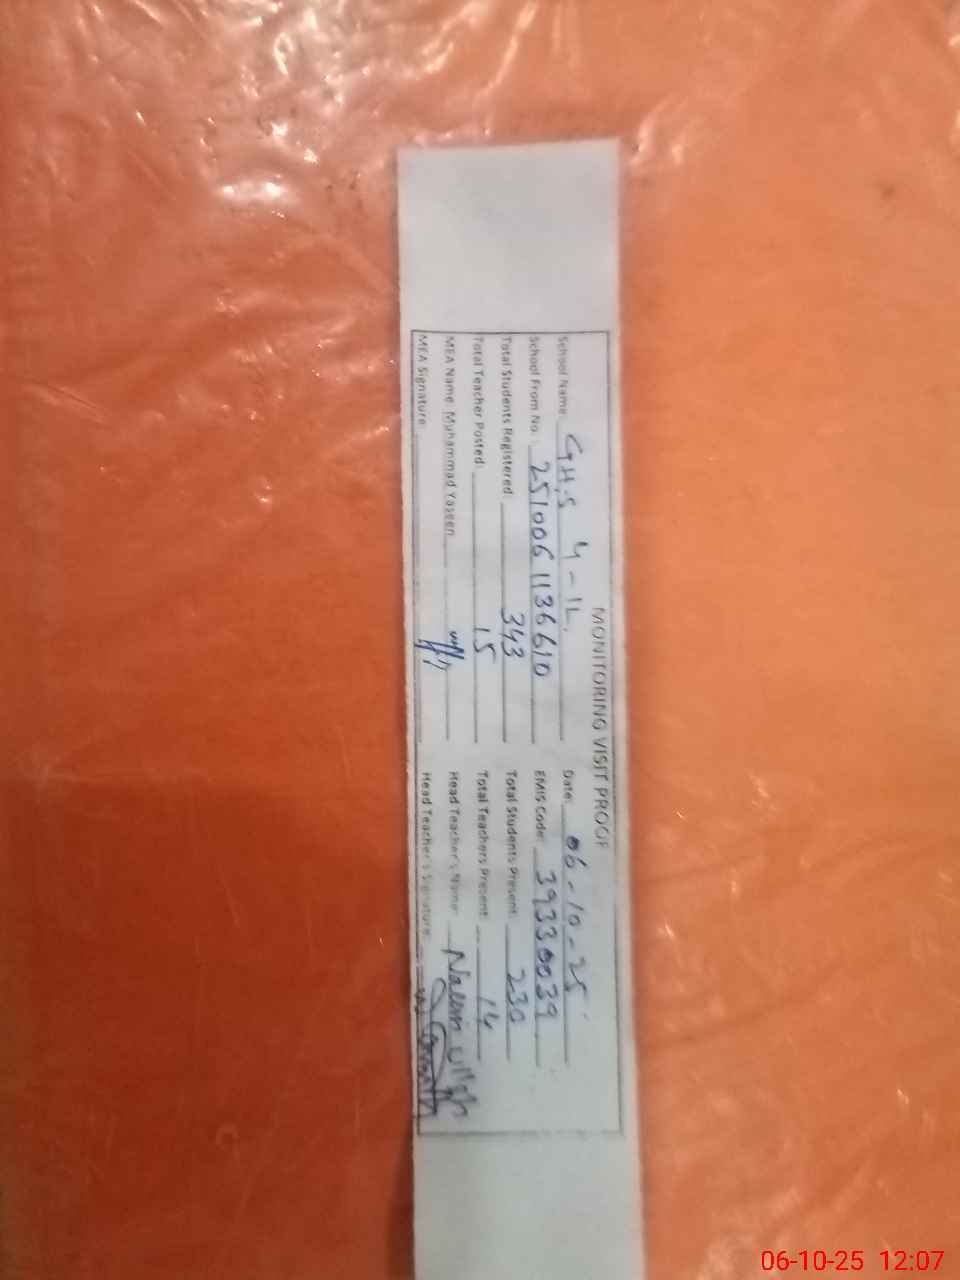 MONITORING VISIT PROOF
School Name: G.H.S 4-1L. Date: 06-10-25
School From No.: 251006 1136610 EMIS Code: 39330039
Total Students Registered: 343 Total Students Present: 230
Total Teacher Posted: 15 Total Teachers Present: 14
MEA Name: Muhammad Yaseen Head Teacher's Name: Naeem Ullah
MEA Signature: Head Teacher's Signature:
06-10-25 12:07